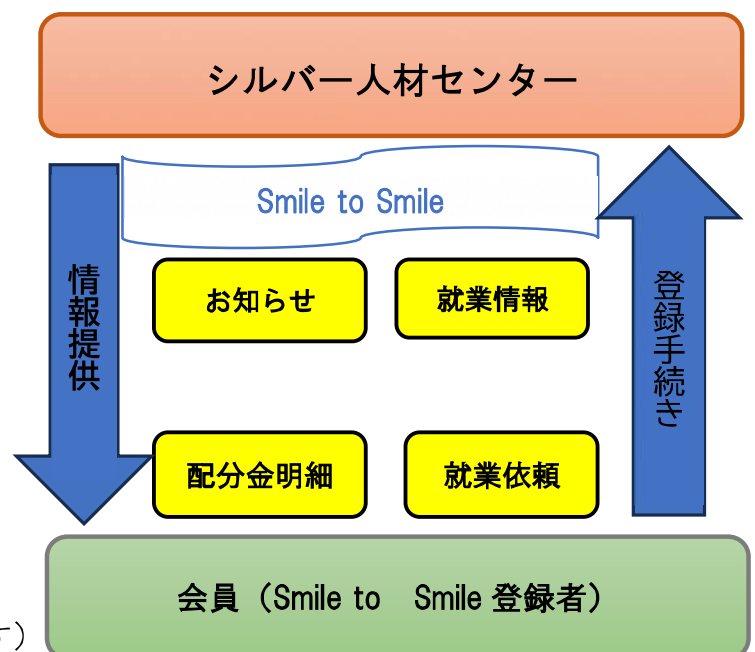 シルバー人材センター
Smile to Smile
情報提供
お知らせ
就業情報
登録手続き
配分金明細
就業依頼
会員（Smile to　Smile 登録者）
す）